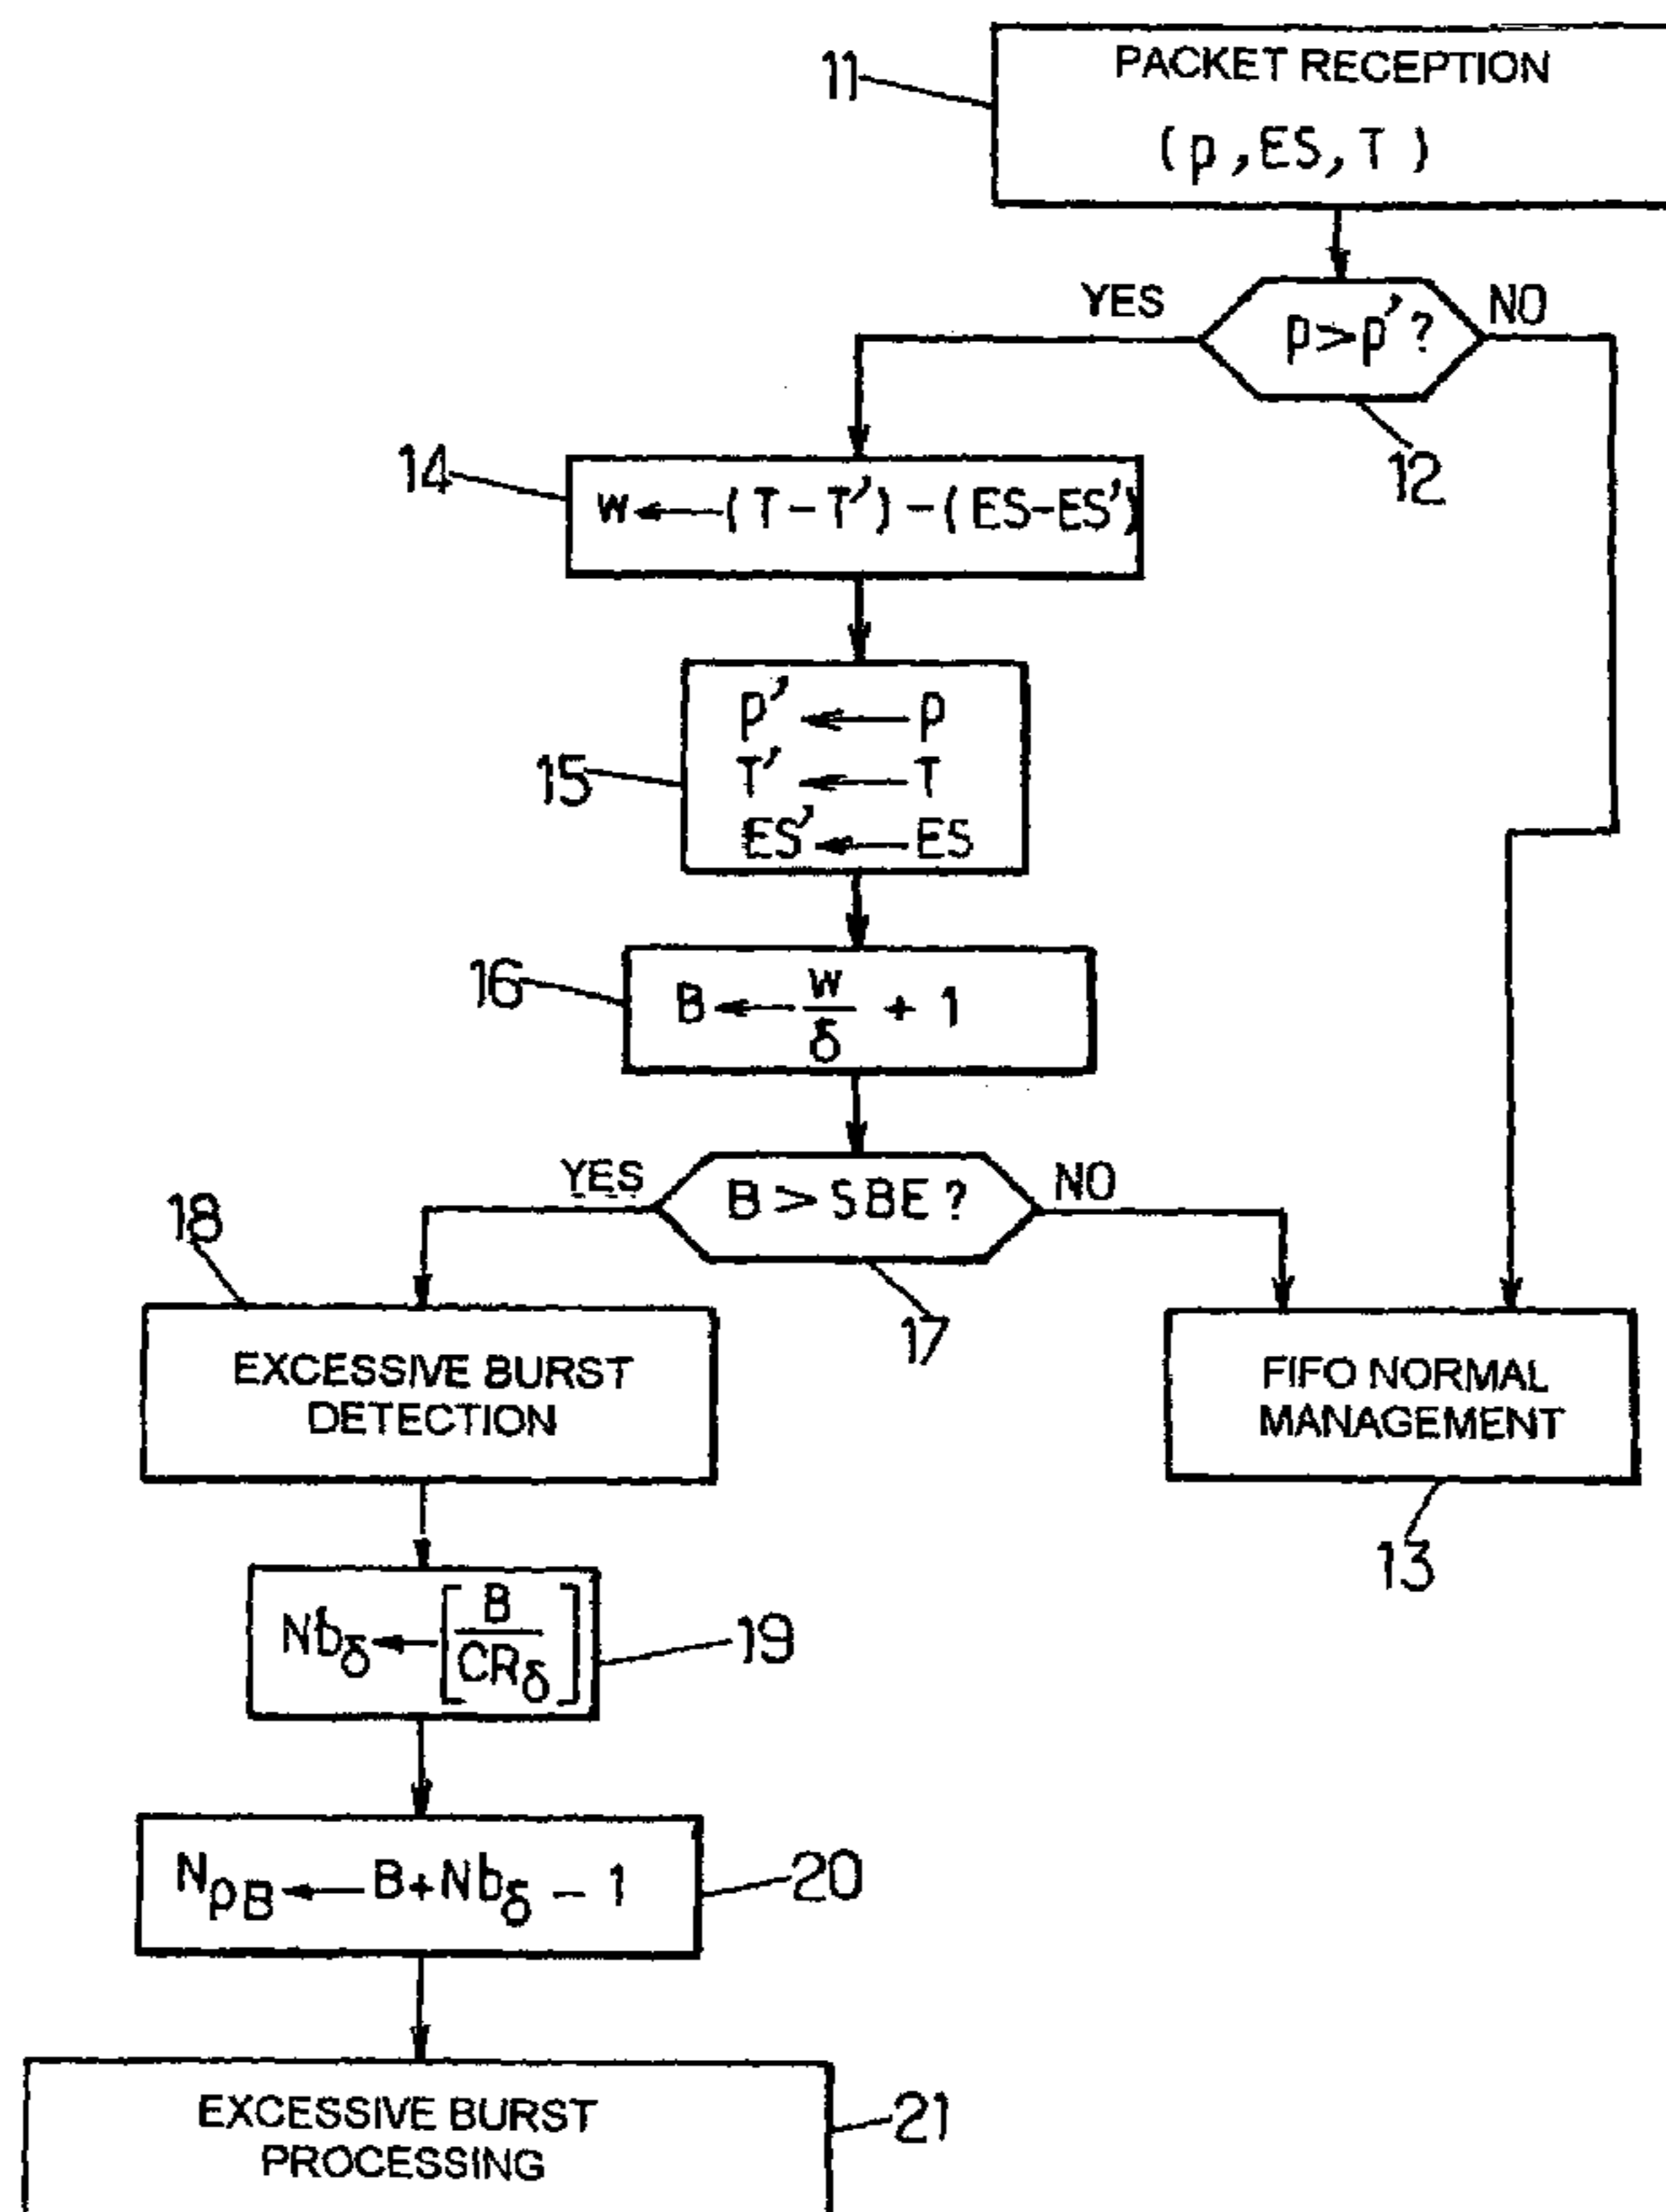 11
PACKET RECEPTION
(p,ES,T)
YES
p>p'?
NO
12
14
w←(T-T')-(ES-ES')
15
p'←p
T'←T
ES'←ES
16
B←w/δ + 1
YES
B>SBE?
NO
17
18
EXCESSIVE BURST
DETECTION
FIFO NORMAL
MANAGEMENT
13
Nbδ←[B/CRδ]
19
NρB←B+Nbδ-1
20
EXCESSIVE BURST
PROCESSING
21